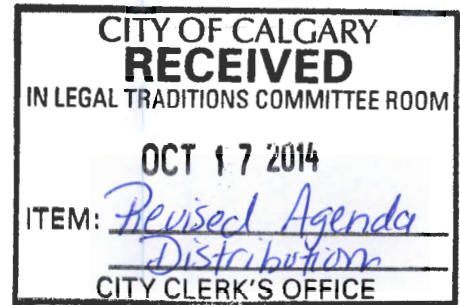 CITY OF CALGARY
RECEIVED
IN LEGAL TRADITIONS COMMITTEE ROOM
OCT 17 2014
ITEM: Revised Agenda
Distribution
CITY CLERK'S OFFICE